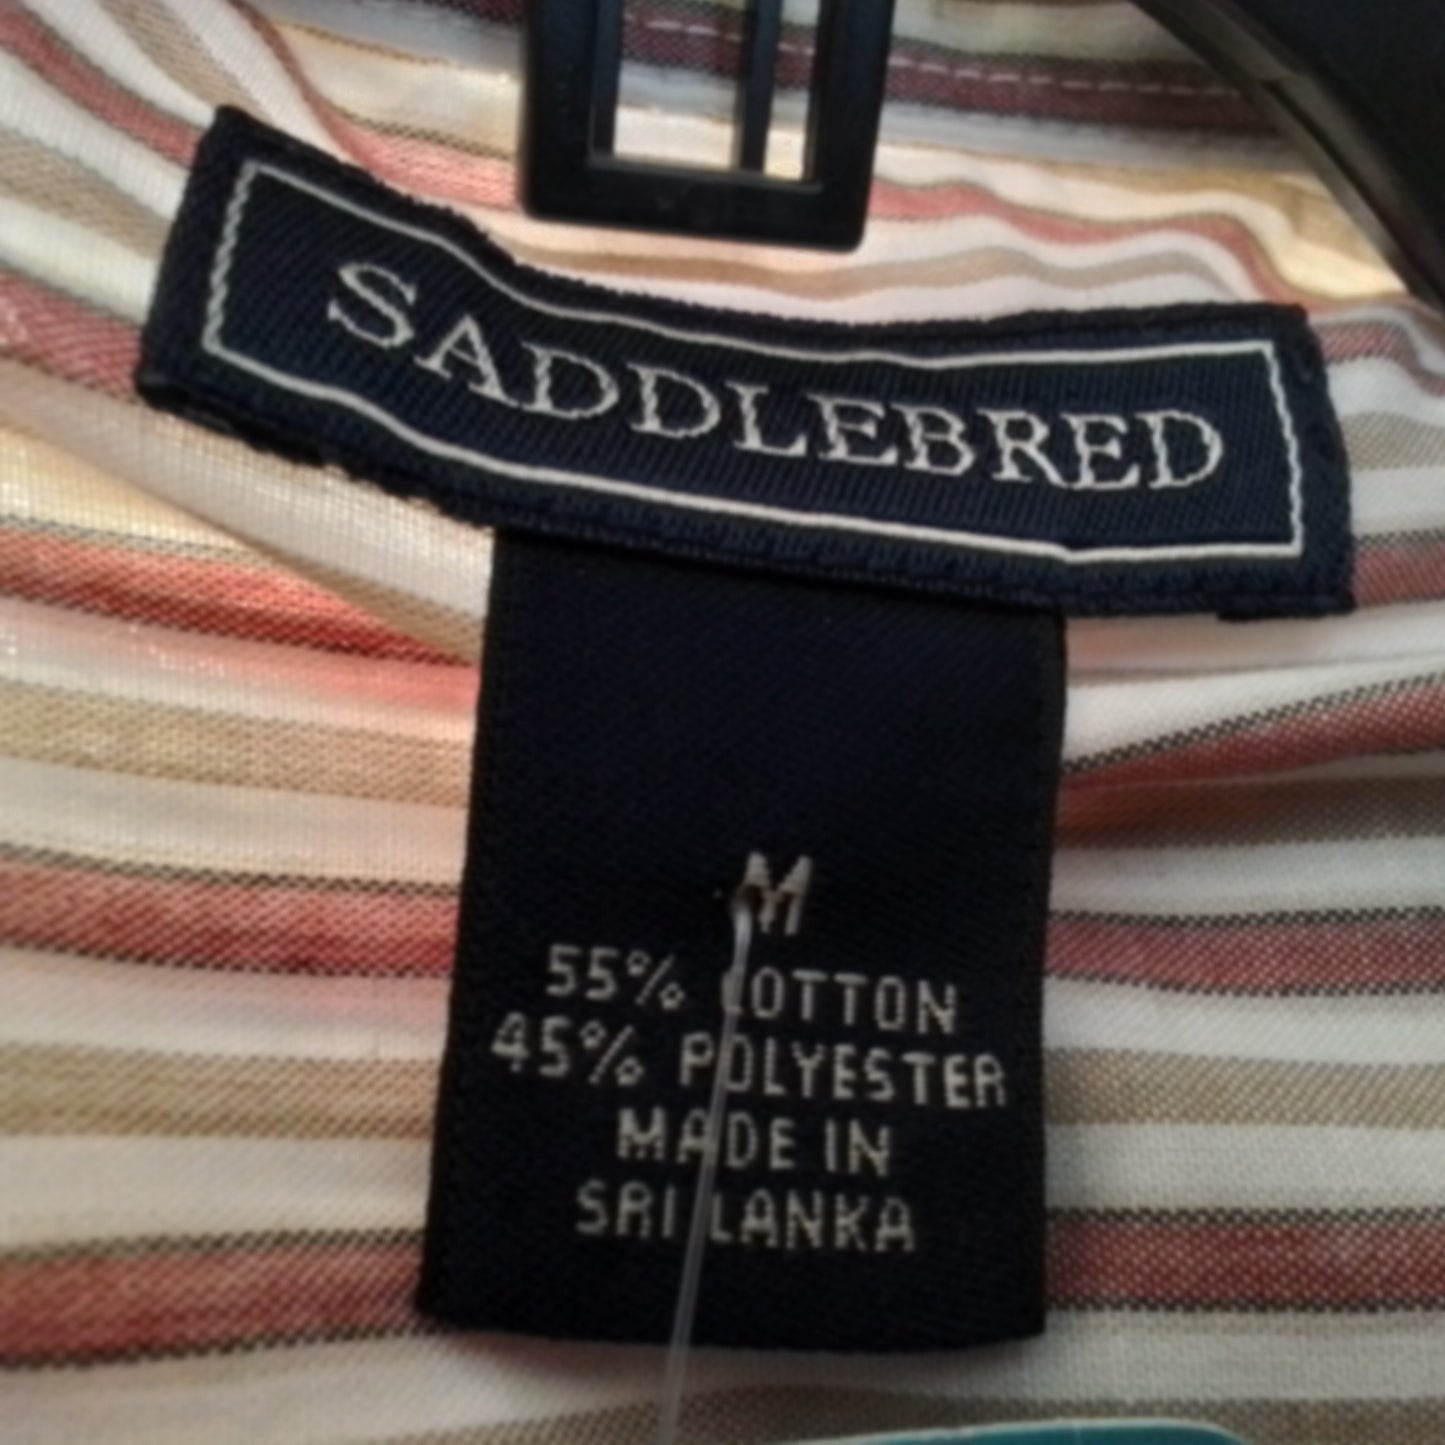 SADDLEBRED
M
55% COTTON
45% POLYESTER
MADE IN
SRI LANKA